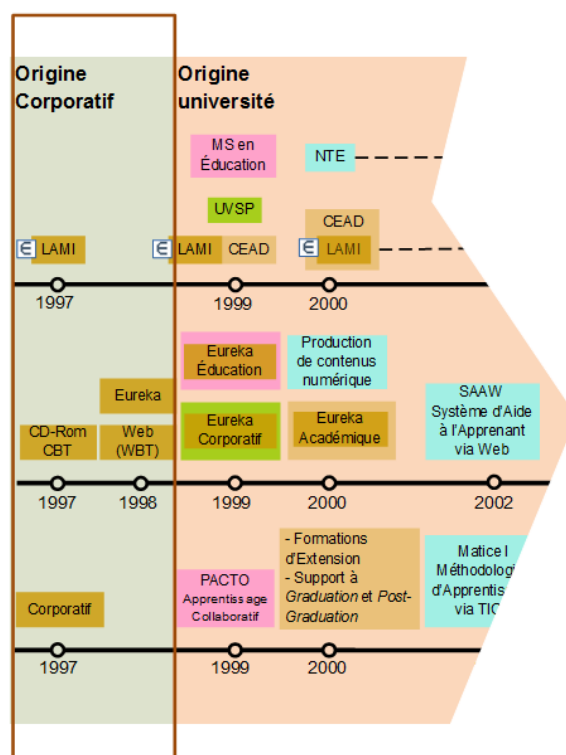 Origine
Corporatif
Origine
université
MS en
Éducation
NTE
UVSP
CEAD
∈ LAMI
∈ LAMI CEAD
∈ LAMI
1997
1999
2000
Eureka
Éducation
Production
de contenus
numérique
Eureka
SAAW
Système d'Aide
à l'Apprenant
via Web
CD-Rom
CBT
Web
(WBT)
Eureka
Corporatif
Eureka
Académique
1997
1998
1999
2000
2002
- Formations
d'Extension
- Support à
Graduation et Post-
Graduation
Matice I
via
PACTO
Apprentissage
Collaboratif
Corporatif
1997
1999
2000